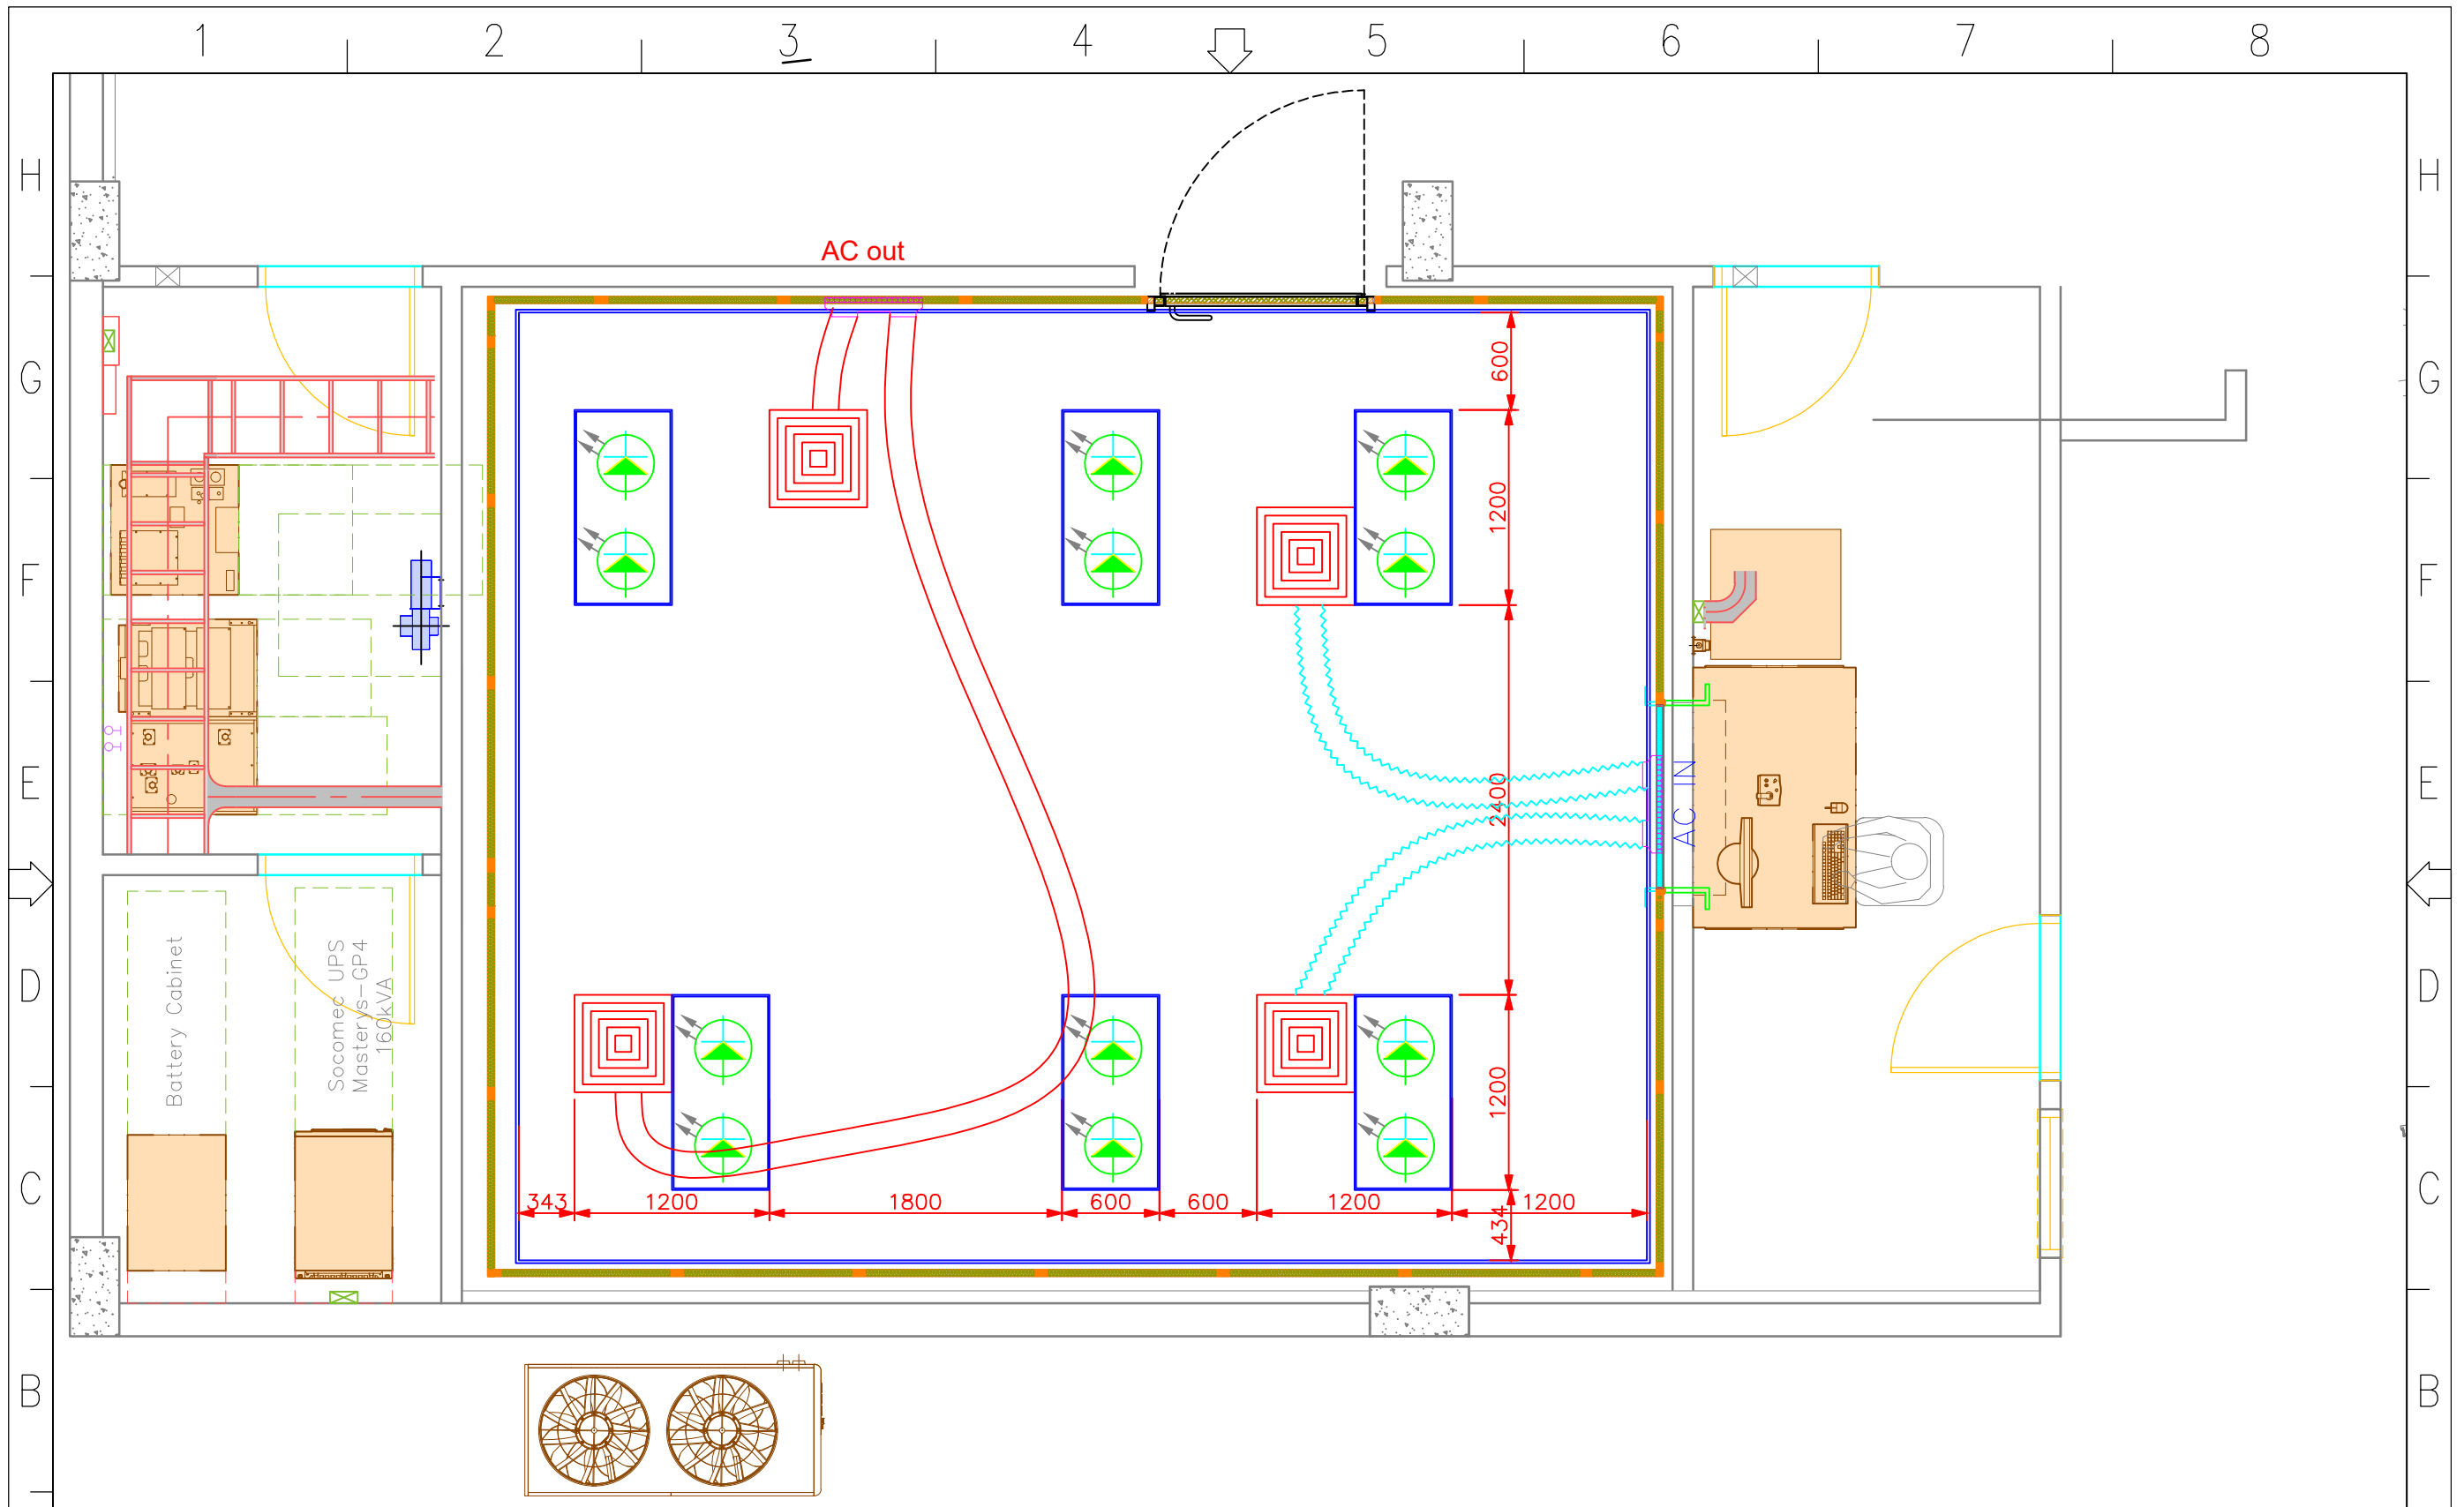 1 2 3 4 5 6 7 8
H H
AC out
G G
600
1200
F F
E E
2400
AC IN
D D
Battery Cabinet
Socomec UPS
Masterys-GP4
160kVA
1200
C C
343 1200 1800 600 600 1200 1200
434
B B